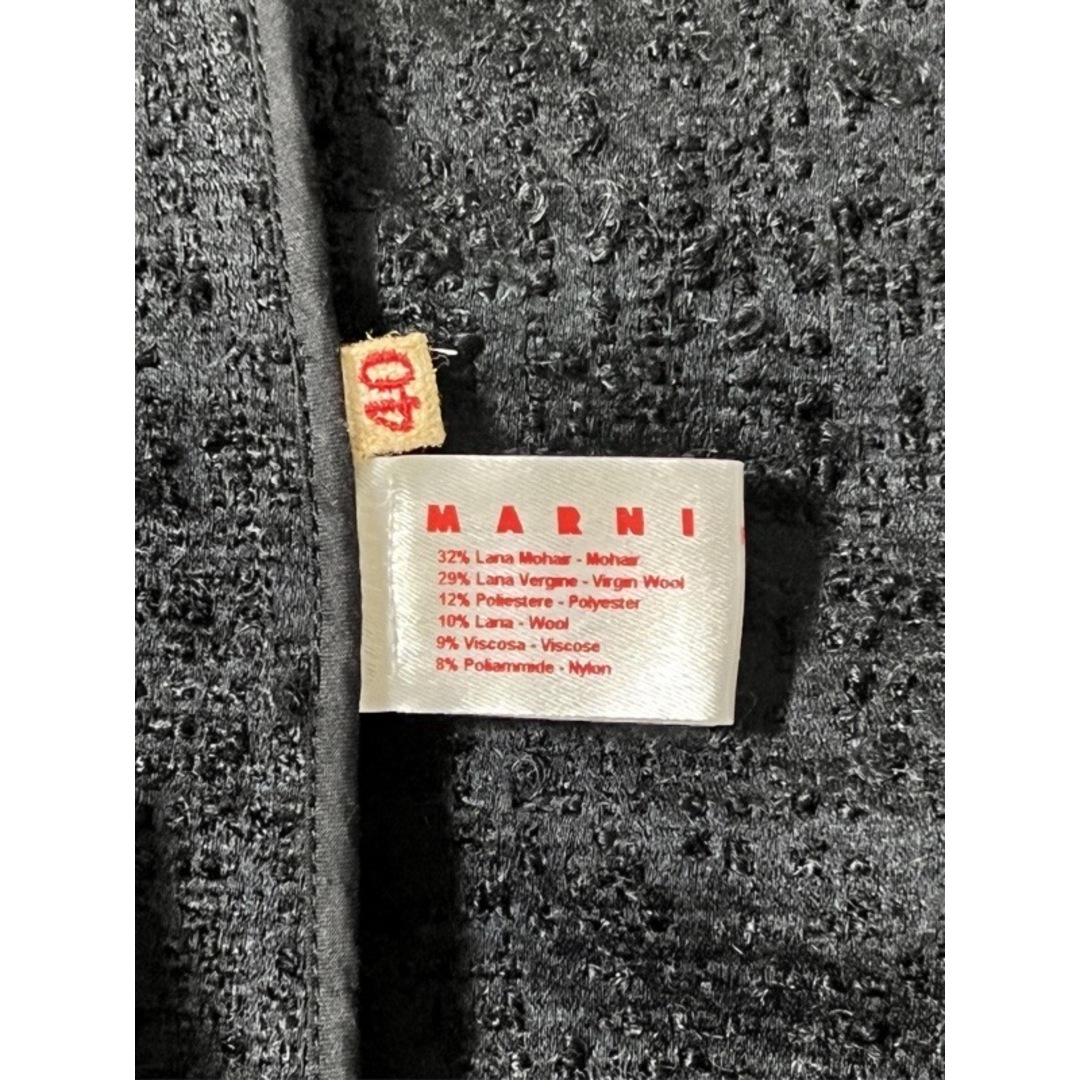 40
MARNI
32% Lana Mohair - Mohair
29% Lana Vergine - Virgin Wool
12% Poliestere - Polyester
10% Lana - Wool
9% Viscosa - Viscose
8% Poliammide - Nylon